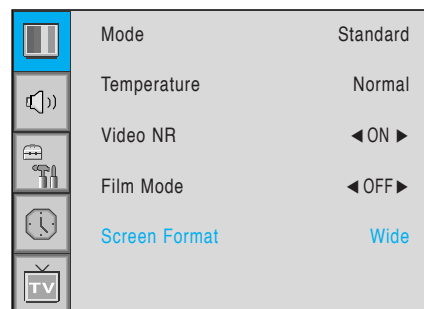 Mode Standard
Temperature Normal
Video NR ◀ ON ▶
Film Mode ◀ OFF ▶
Screen Format Wide
TV